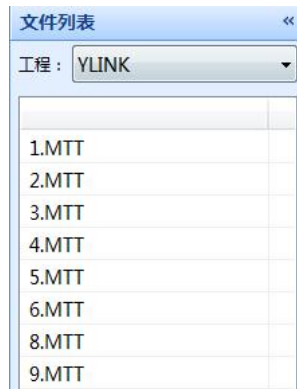 文件列表 «
工程： YLINK
1.MTT
2.MTT
3.MTT
4.MTT
5.MTT
6.MTT
8.MTT
9.MTT